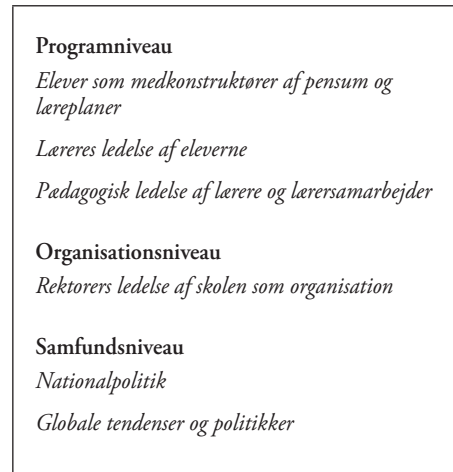 Programniveau
Elever som medkonstruktører af pensum og
læreplaner
Læreres ledelse af eleverne
Pædagogisk ledelse af lærere og lærersamarbejder
Organisationsniveau
Rektorers ledelse af skolen som organisation
Samfundsniveau
Nationalpolitik
Globale tendenser og politikker